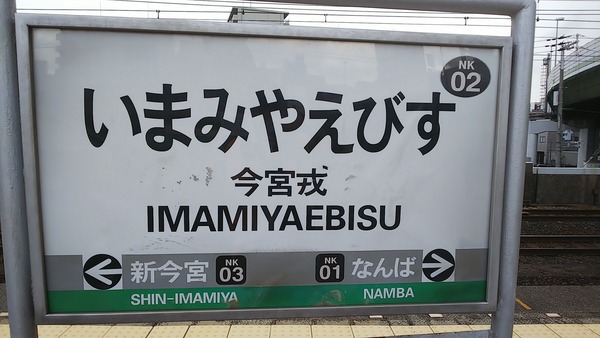 NK
02
いまみやえびす
今宮戎
IMAMIYAEBISU
新今宮 NK 03
NK 01 なんば
SHIN-IMAMIYA
NAMBA